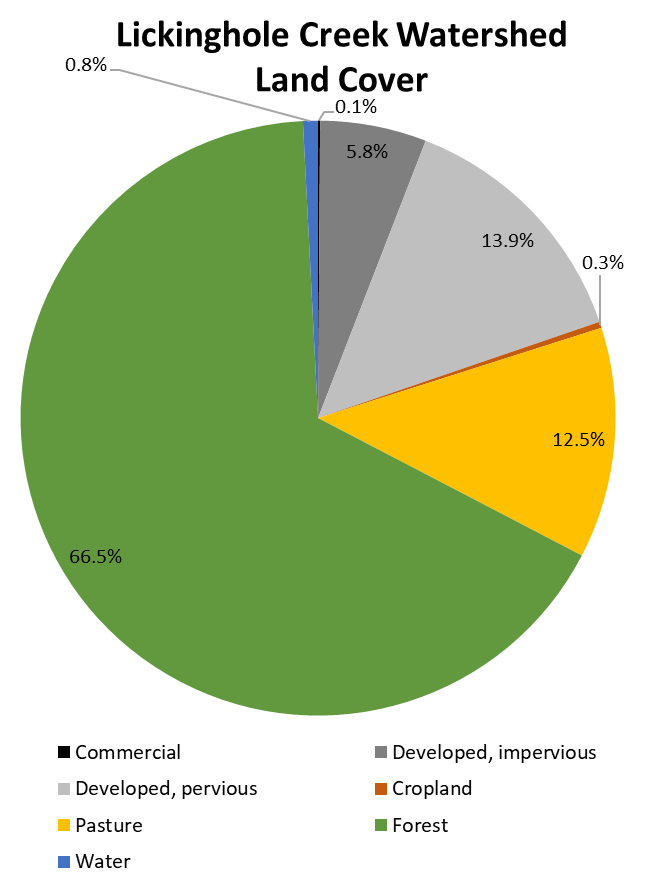 Lickinghole Creek Watershed
Land Cover
0.8%
0.1%
5.8%
13.9%
0.3%
12.5%
66.5%
Commercial
Developed, impervious
Developed, pervious
Cropland
Pasture
Forest
Water